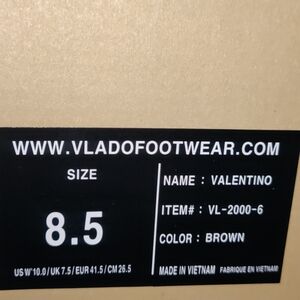 WWW.VLADOFOOTWEAR.COM
SIZE
8.5
US W'10.0 / UK 7.5 / EUR 41.5 / CM 26.5
NAME : VALENTINO
ITEM# : VL-2000-6
COLOR : BROWN
MADE IN VIETNAM FABRIQUE EN VIETNAM